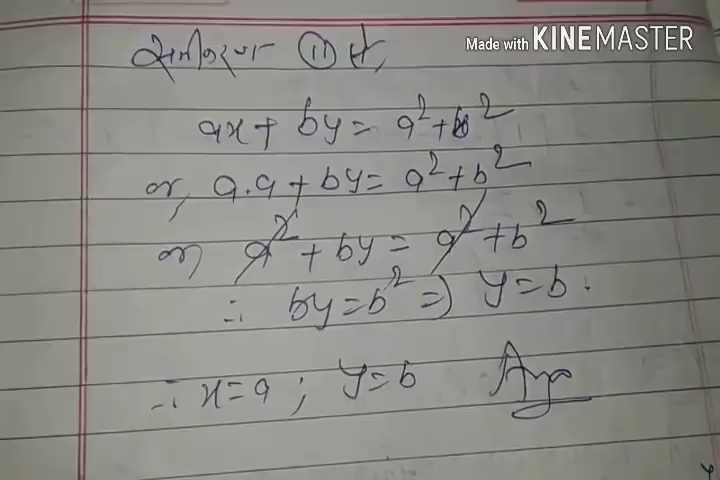 Made with KINEMASTER
समीकरण (ii) से,
ax + by = a² + b²
or, a.a + by = a² + b²
or, a² + by = a² + b²
∴ by = b² => y = b.
∴ x = a ; y = b Ans